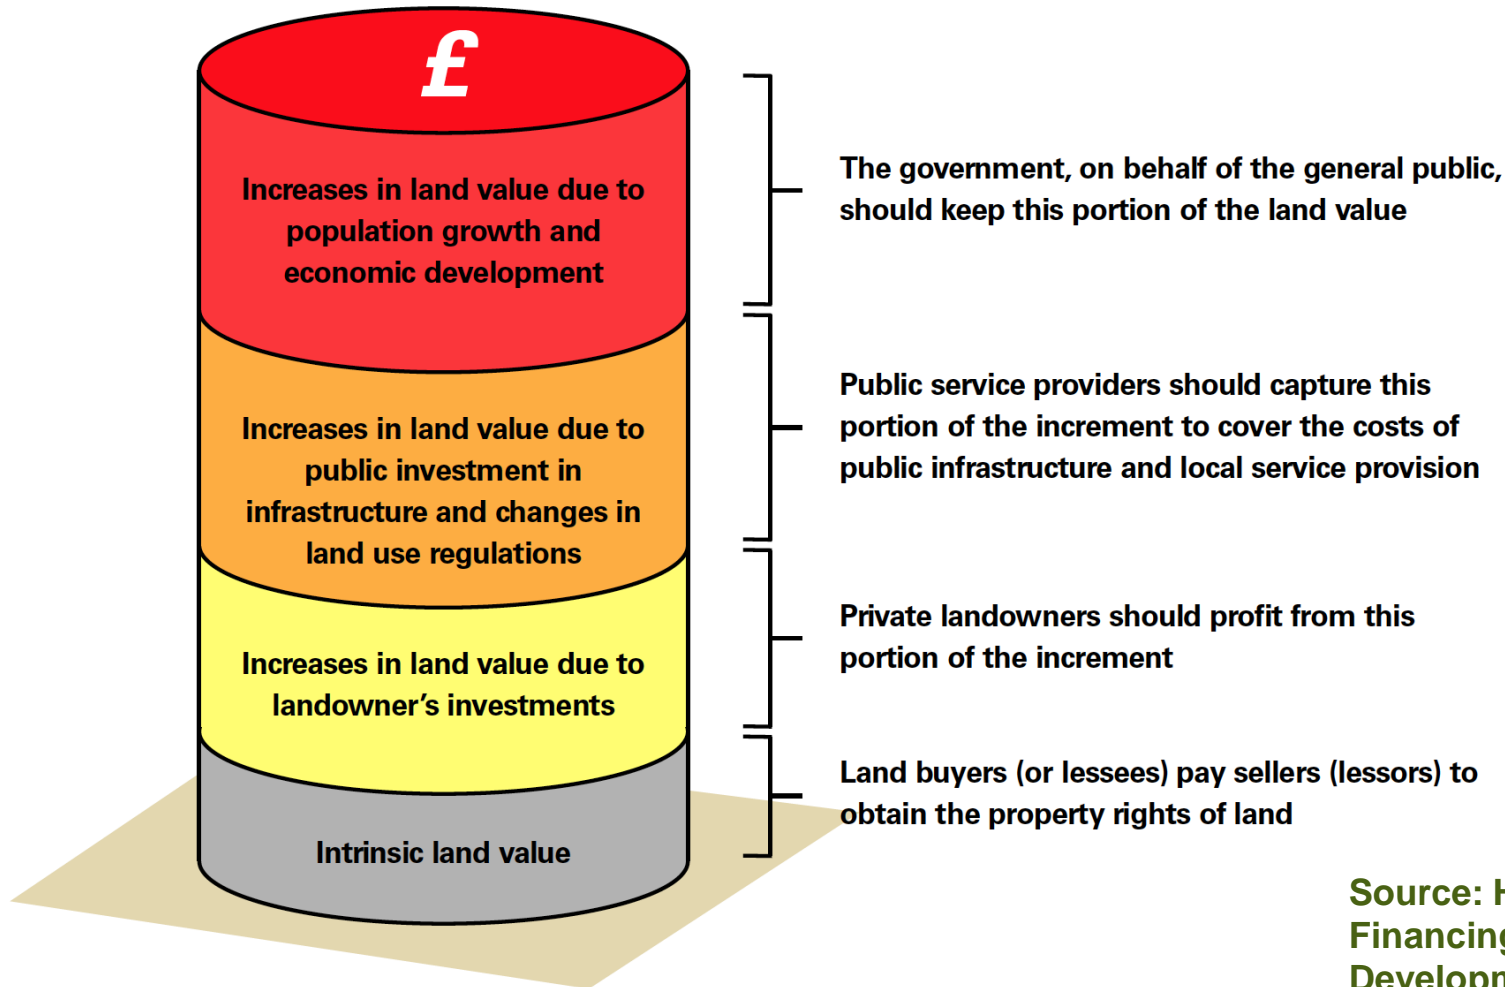 £
Increases in land value due to
population growth and
economic development
The government, on behalf of the general public,
should keep this portion of the land value
Increases in land value due to
public investment in
infrastructure and changes in
land use regulations
Public service providers should capture this
portion of the increment to cover the costs of
public infrastructure and local service provision
Increases in land value due to
landowner’s investments
Private landowners should profit from this
portion of the increment
Intrinsic land value
Land buyers (or lessees) pay sellers (lessors) to
obtain the property rights of land
Source:
Financing